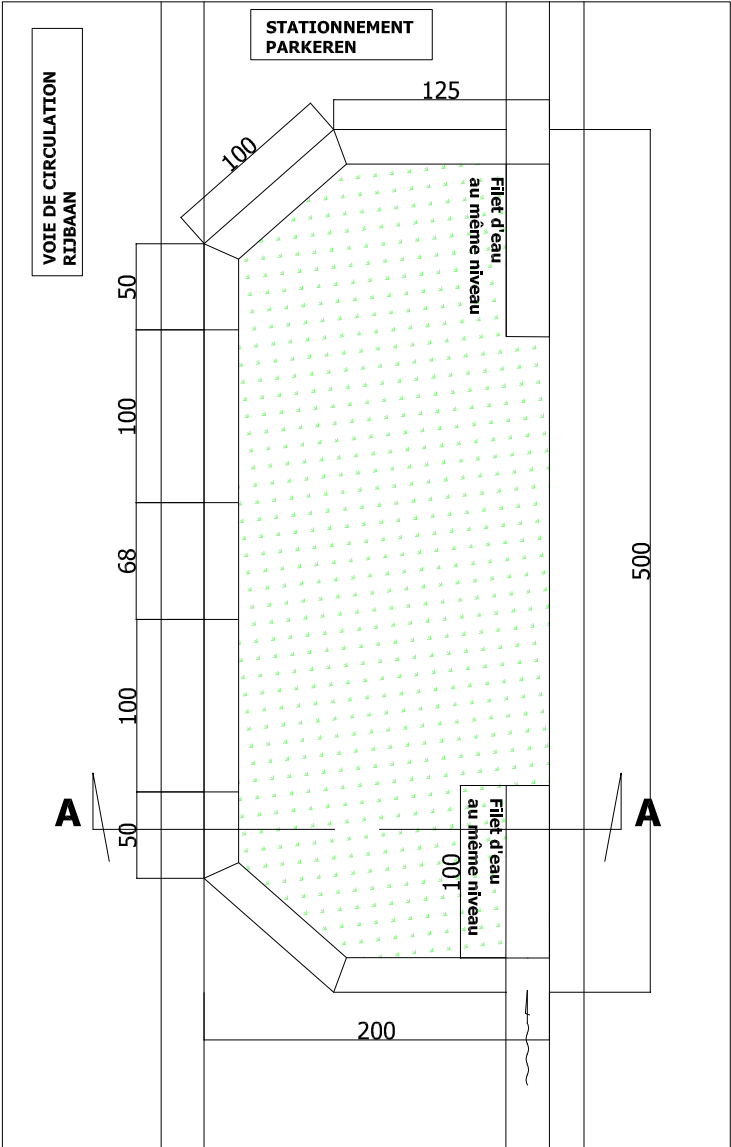 STATIONNEMENT
PARKEREN
VOIE DE CIRCULATION
RIJBAAN
125
100
Filet d'eau
au même niveau
50
100
68
500
100
A
A
50
Filet d'eau
au même niveau
100
200